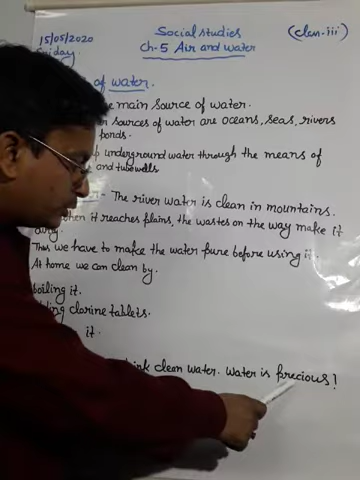 15/05/2020 Social studies (class-iii)
Friday Ch-5 Air and water
of water.
main source of water.
sources of water are oceans, seas, rivers
ponds.
underground water through the means of
and tubewells
- The river water is clean in mountains.
when it reaches plains, the wastes on the way make it
dirty.
Thus, we have to make the water pure before using it.
At home we can clean by.
boiling it.
clorine tablets.
it.
drink clean water. Water is precious!